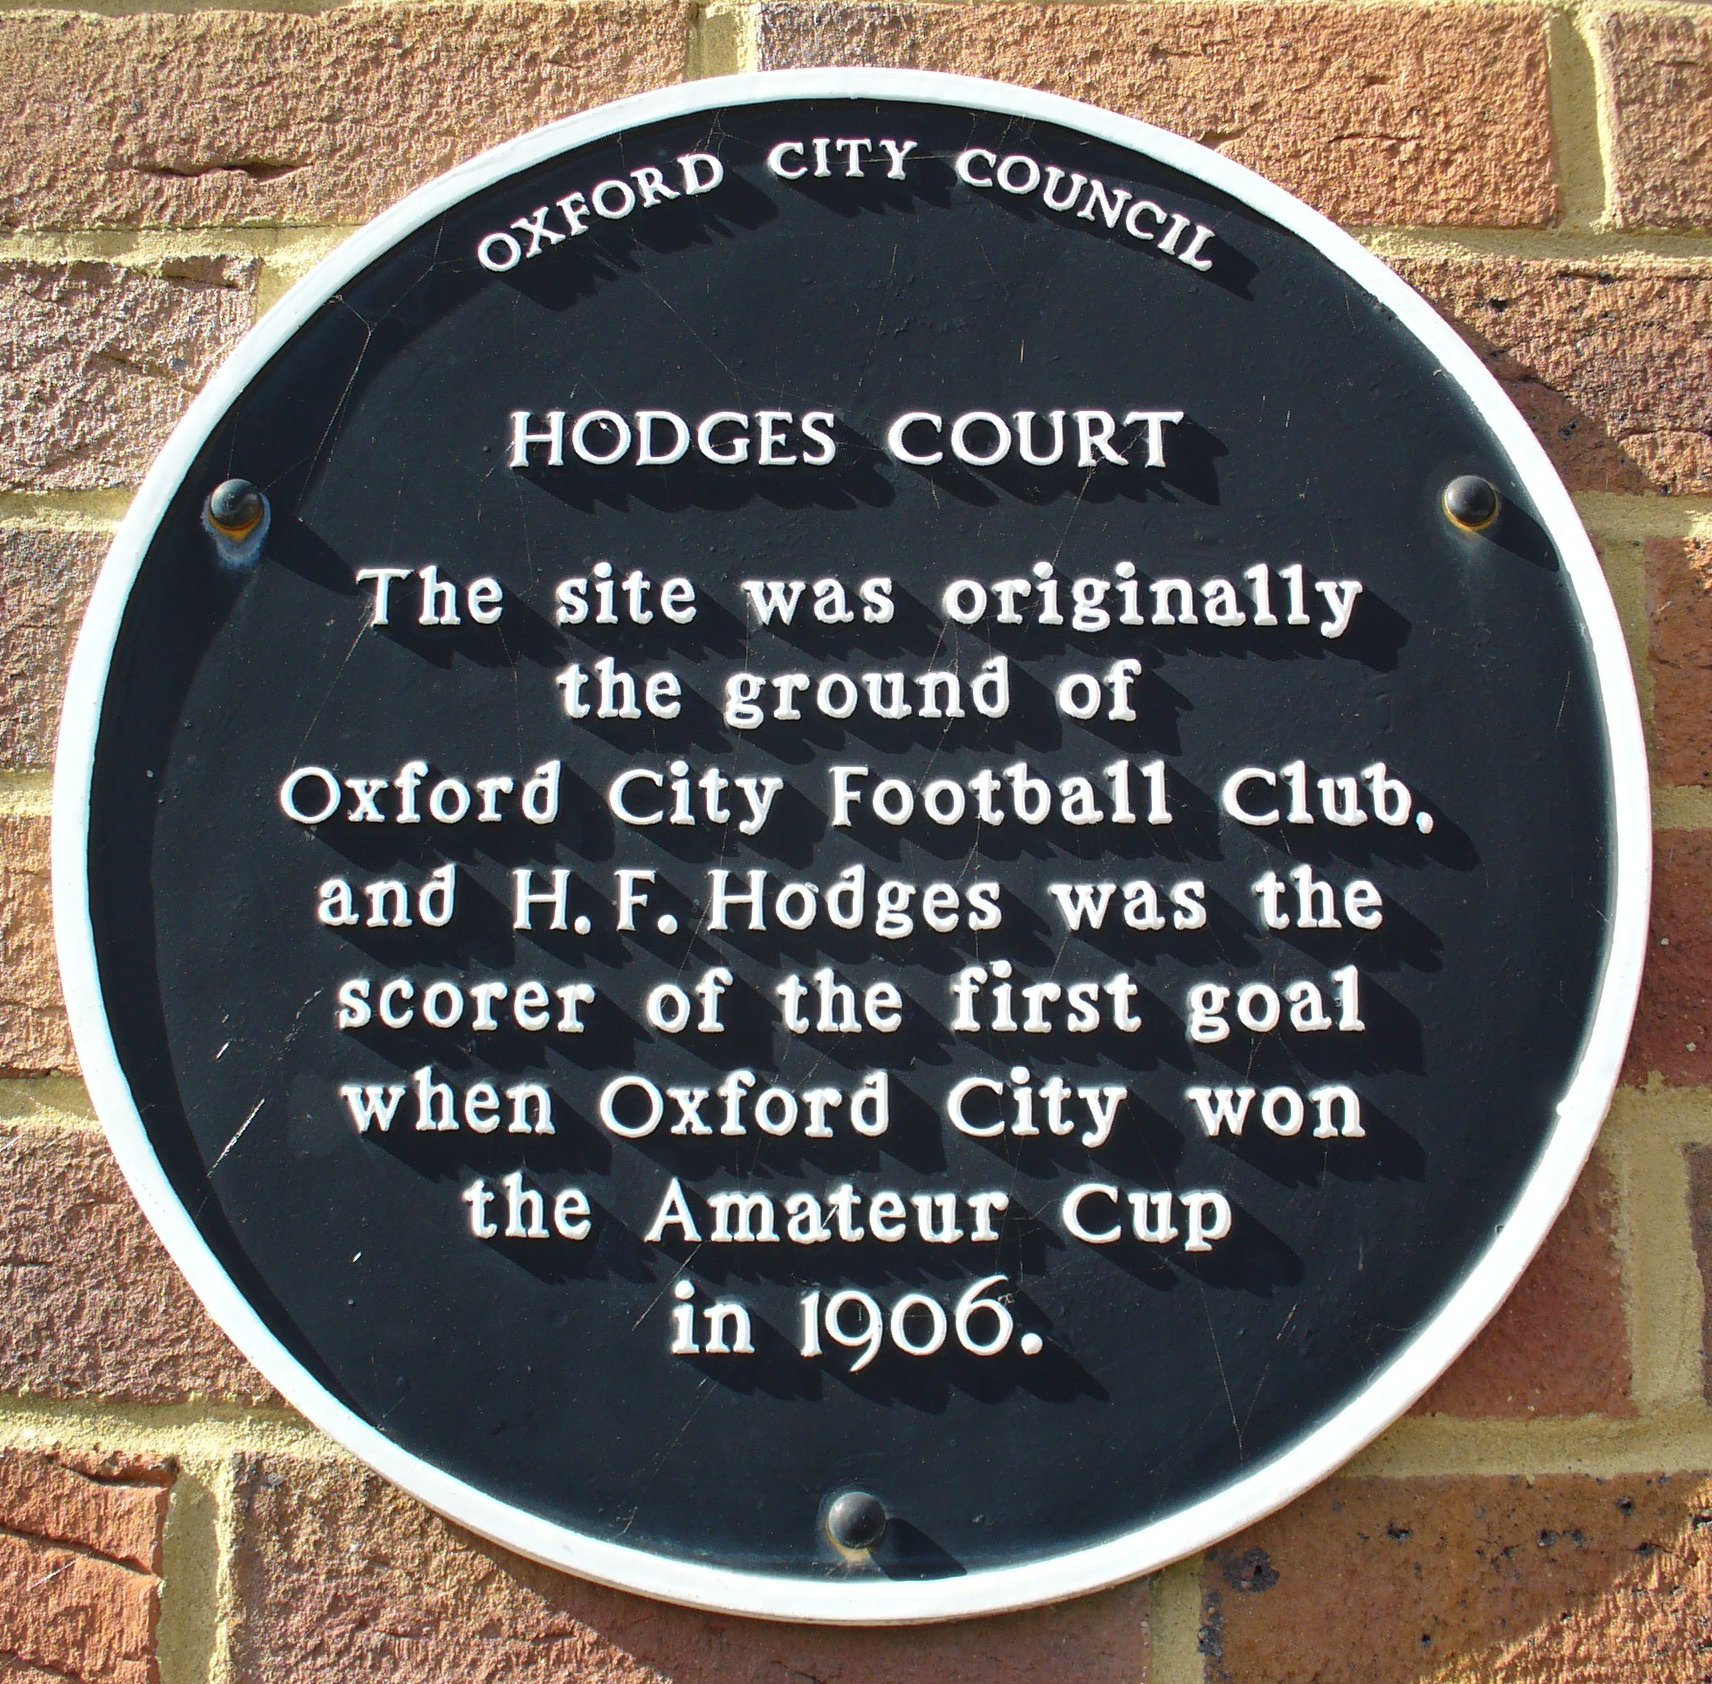 OXFORD CITY COUNCIL
HODGES COURT
The site was originally
the ground of
Oxford City Football Club,
and H. F. Hodges was the
scorer of the first goal
when Oxford City won
the Amateur Cup
in 1906.